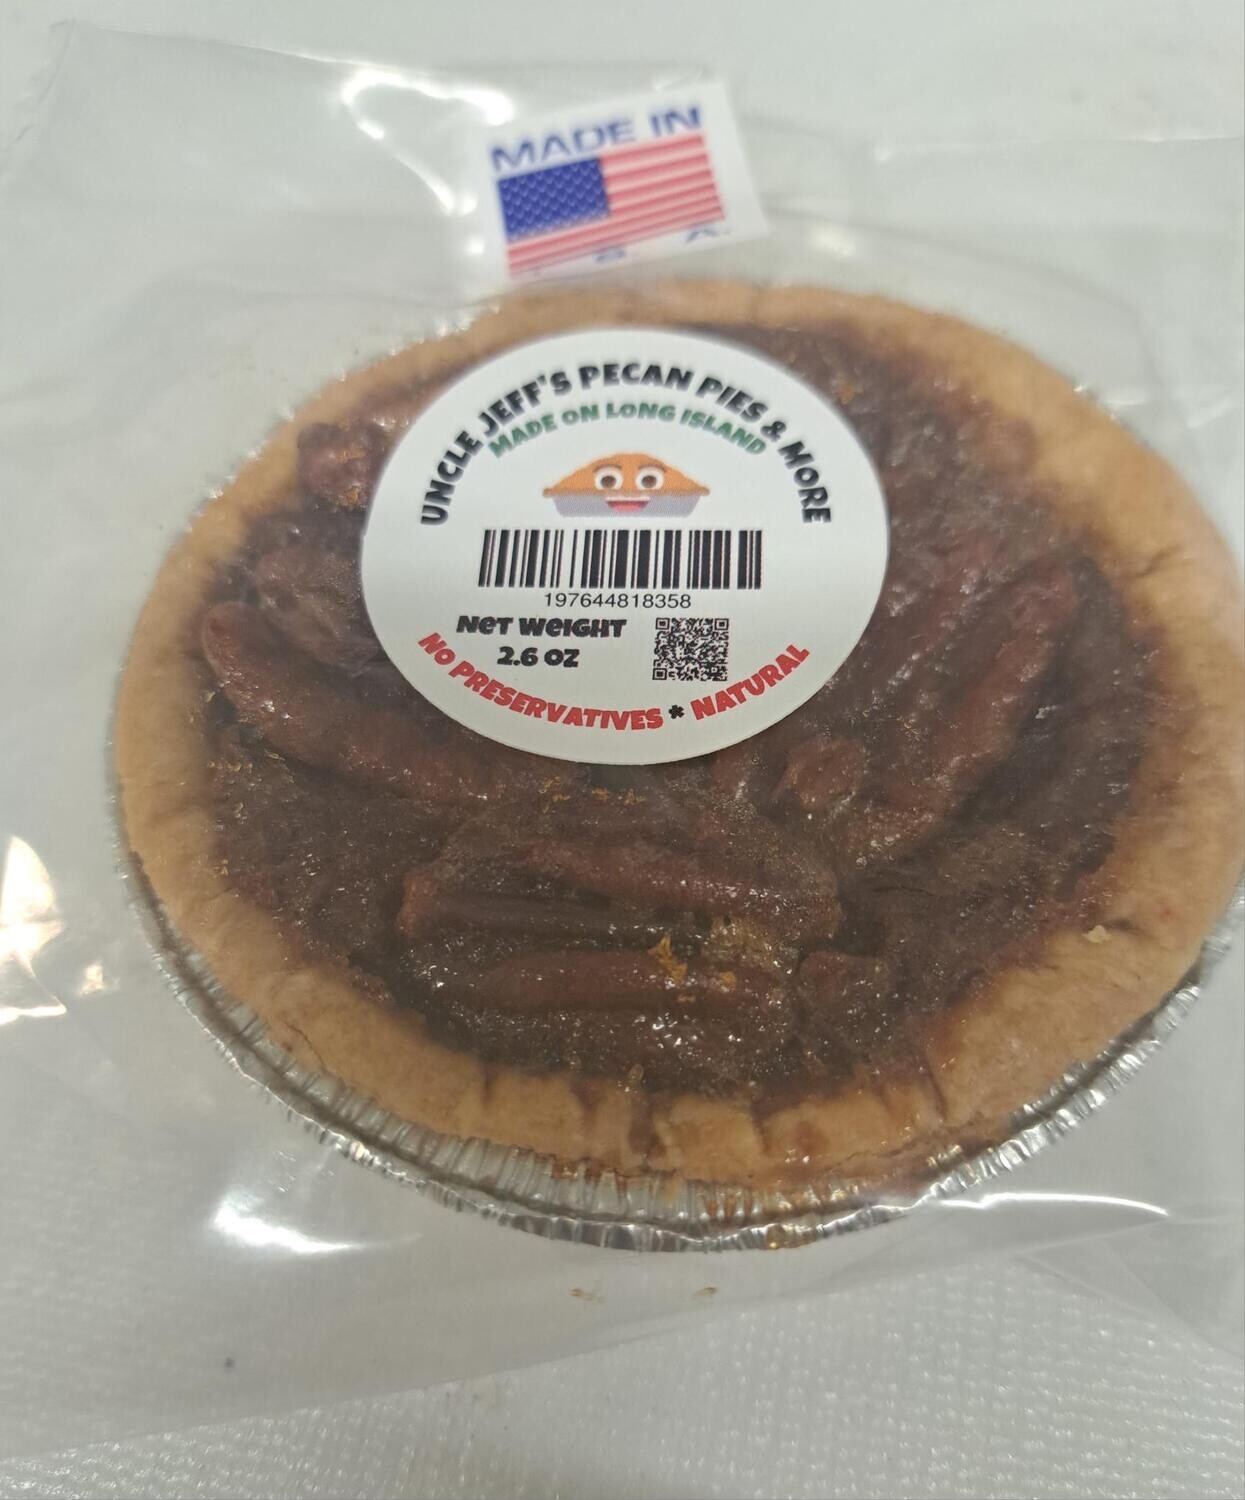 MADE IN
S. A.
UNCLE JEFF'S PECAN PIES & MORE
MADE ON LONG ISLAND
197644818358
NET WEIGHT
2.6 OZ
NO PRESERVATIVES * NATURAL